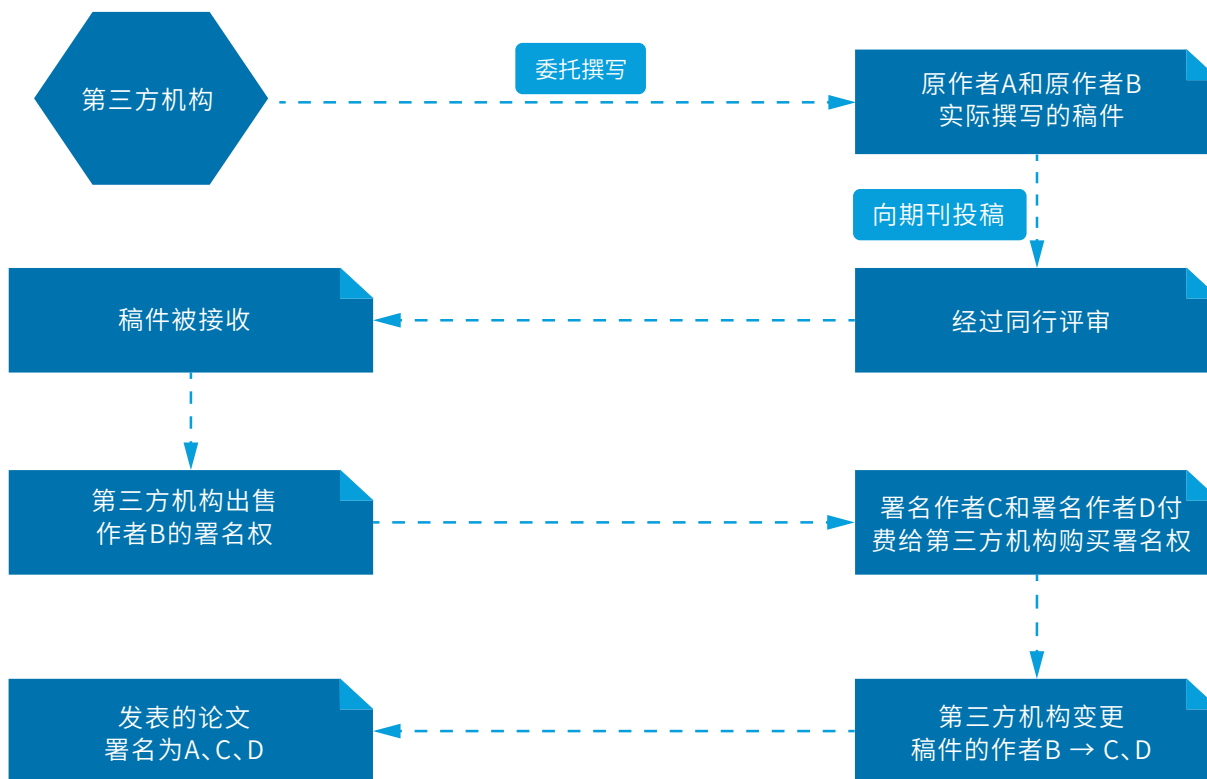 第三方机构
委托撰写
原作者A和原作者B
实际撰写的稿件
向期刊投稿
经过同行评审
稿件被接收
第三方机构出售
作者B的署名权
署名作者C和署名作者D付
费给第三方机构购买署名权
第三方机构变更
稿件的作者B → C、D
发表的论文
署名为A、C、D